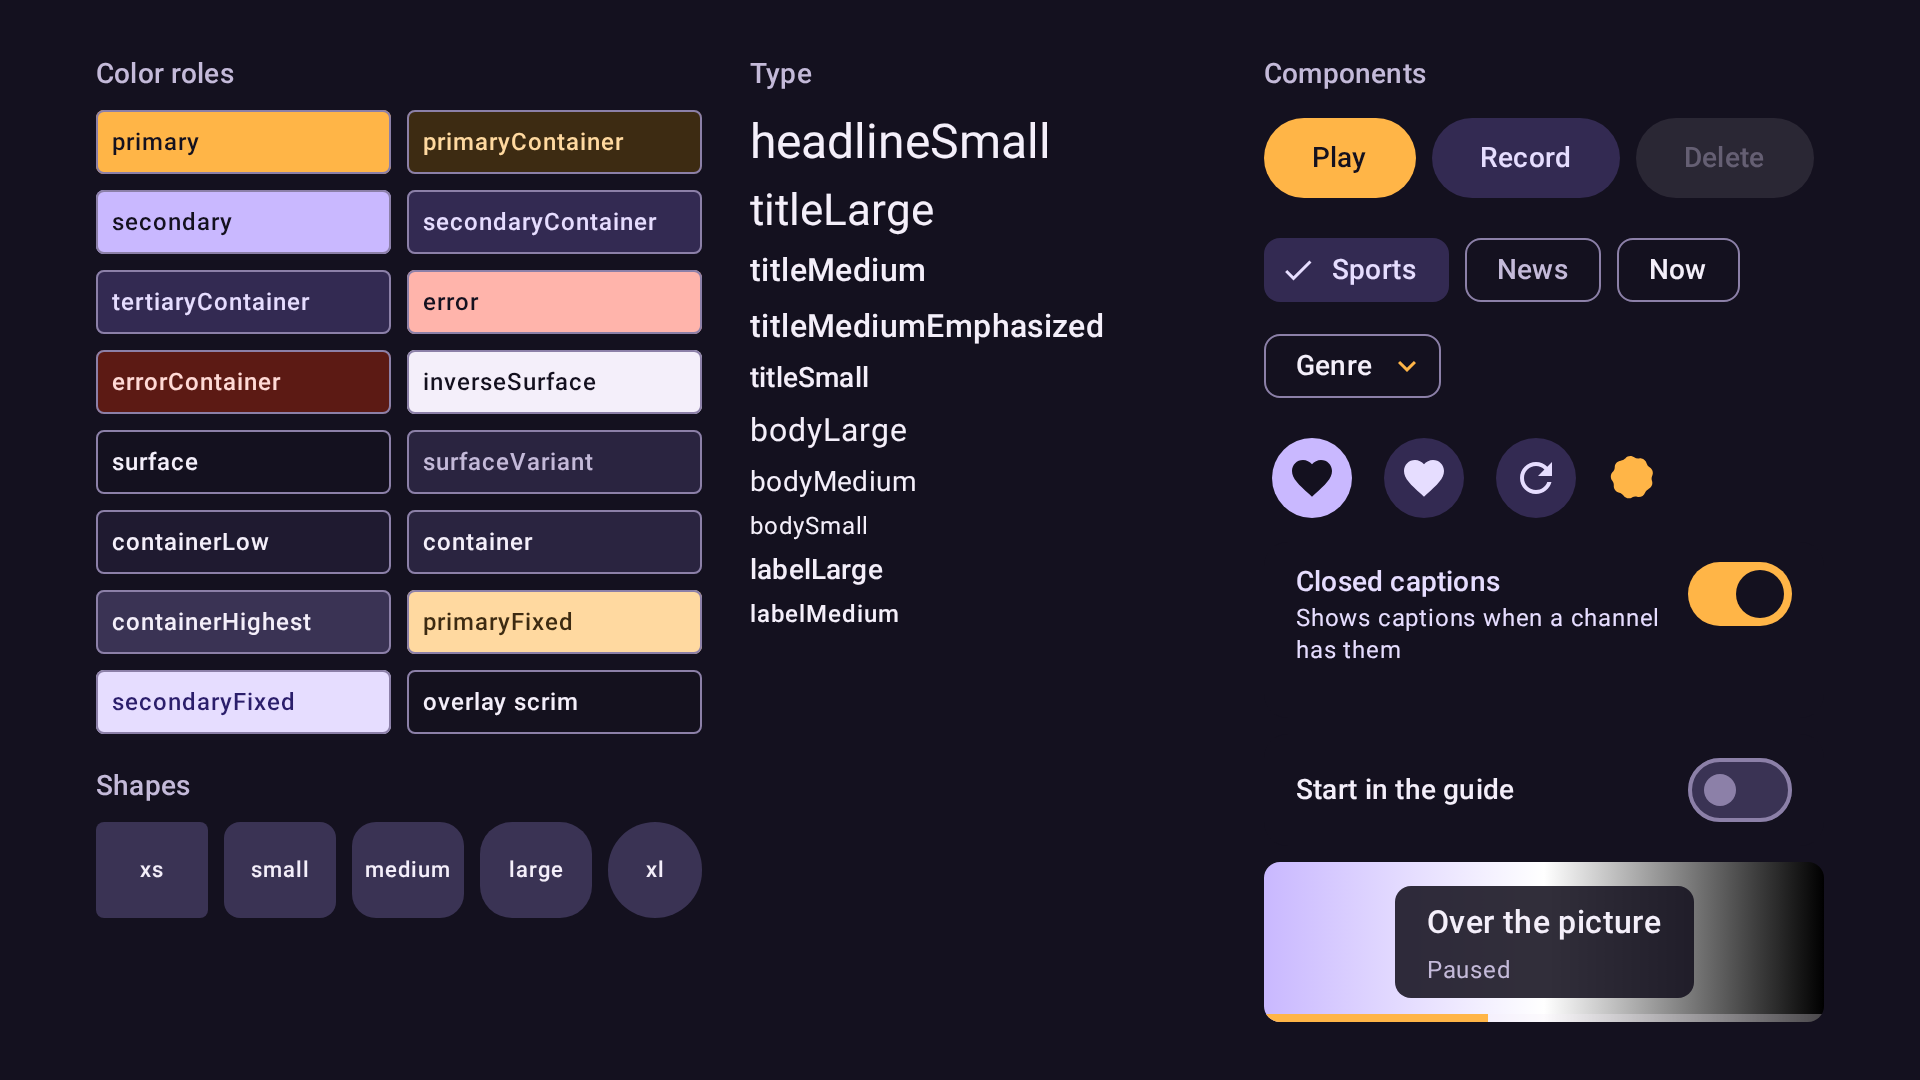 Color roles
primary
primaryContainer
secondary
secondaryContainer
tertiaryContainer
error
errorContainer
inverseSurface
surface
surfaceVariant
containerLow
container
containerHighest
primaryFixed
secondaryFixed
overlay scrim
Shapes
xs
small
medium
large
xl
Type
headlineSmall
titleLarge
titleMedium
titleMediumEmphasized
titleSmall
bodyLarge
bodyMedium
bodySmall
labelLarge
labelMedium
Components
Play
Record
Delete
Sports
News
Now
Genre
Closed captions
Shows captions when a channel
has them
Start in the guide
Over the picture
Paused